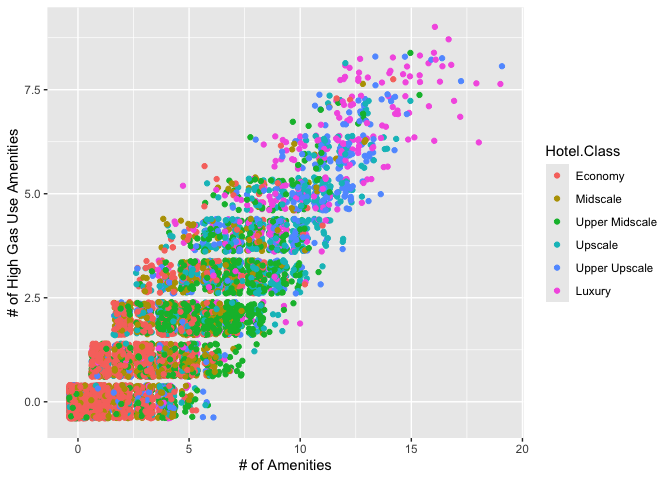 # of High Gas Use Amenities
7.5
5.0
2.5
0.0
0
5
10
15
20
# of Amenities
Hotel.Class
Economy
Midscale
Upper Midscale
Upscale
Upper Upscale
Luxury